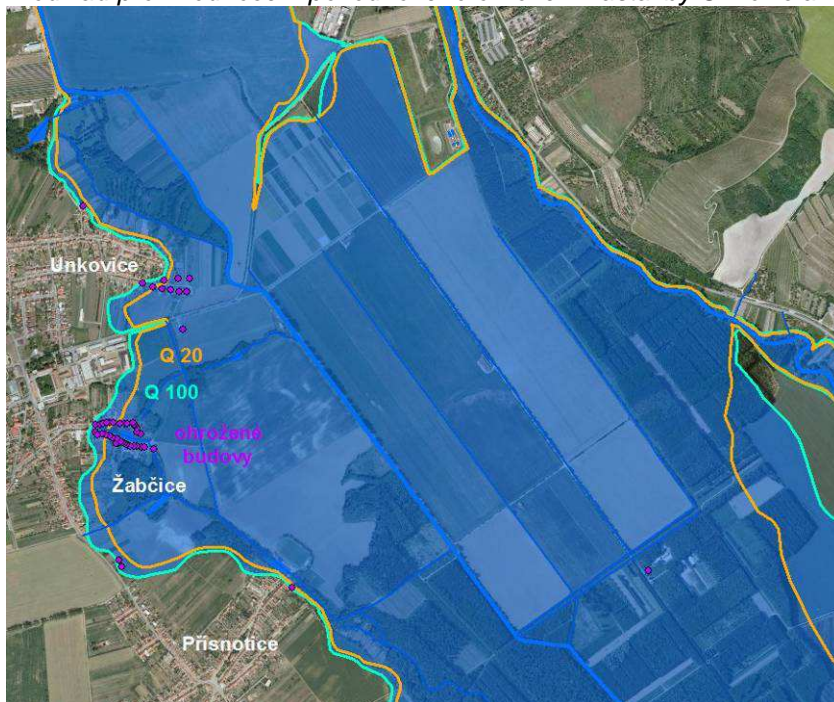 Unkovice
Q 20
Q 100
ohrožené
budovy
Žabčice
Přísnotice